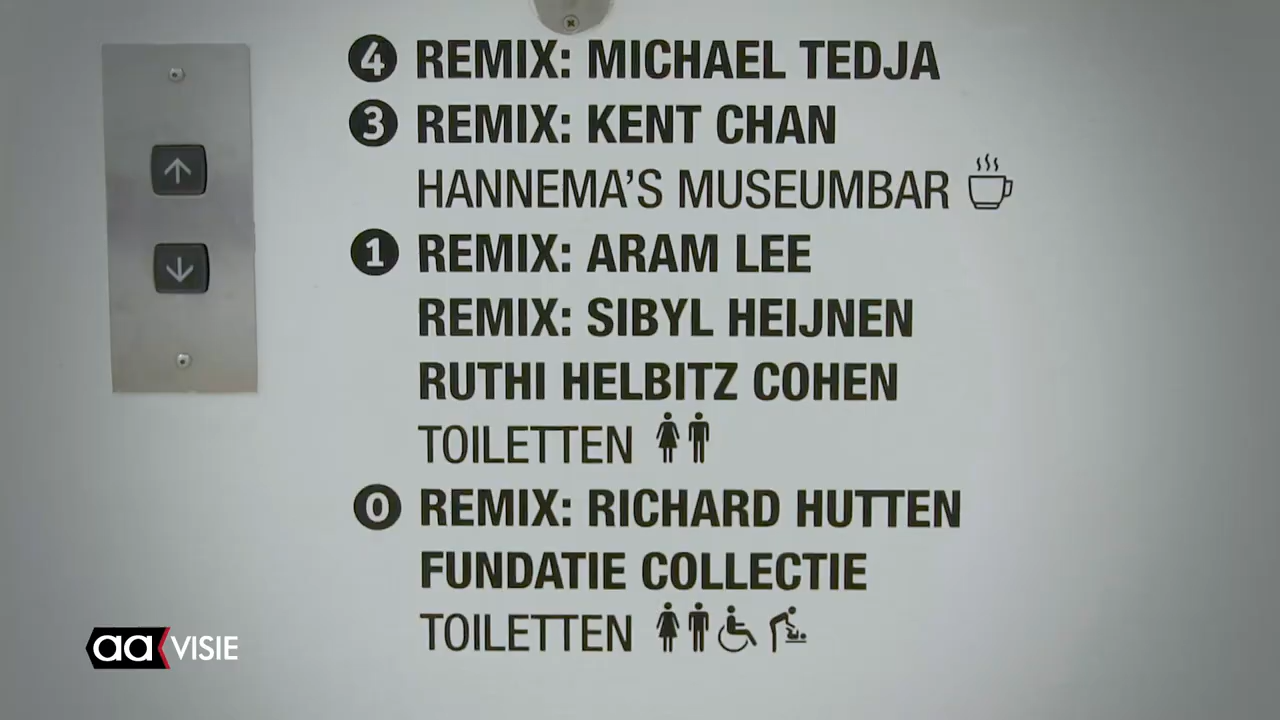 4 REMIX: MICHAEL TEDJA
3 REMIX: KENT CHAN
HANNEMA'S MUSEUMBAR
1 REMIX: ARAM LEE
REMIX: SIBYL HEIJNEN
RUTHI HELBITZ COHEN
TOILETTEN
0 REMIX: RICHARD HUTTEN
FUNDATIE COLLECTIE
TOILETTEN
aa VISIE